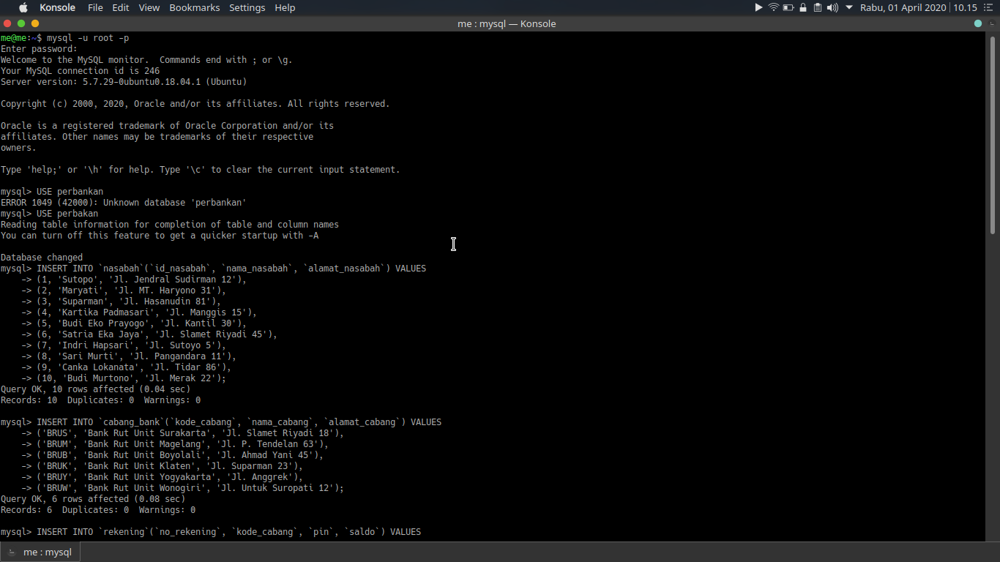 Konsole File Edit View Bookmarks Settings Help Rabu, 01 April 2020 10.15
me : mysql — Konsole
me@me:~$ mysql -u root -p
Enter password:
Welcome to the MySQL monitor.  Commands end with ; or \g.
Your MySQL connection id is 246
Server version: 5.7.29-0ubuntu0.18.04.1 (Ubuntu)

Copyright (c) 2000, 2020, Oracle and/or its affiliates. All rights reserved.

Oracle is a registered trademark of Oracle Corporation and/or its
affiliates. Other names may be trademarks of their respective
owners.

Type 'help;' or '\h' for help. Type '\c' to clear the current input statement.

mysql> USE perbankan
ERROR 1049 (42000): Unknown database 'perbankan'
mysql> USE perbakan
Reading table information for completion of table and column names
You can turn off this feature to get a quicker startup with -A

Database changed
mysql> INSERT INTO `nasabah`(`id_nasabah`, `nama_nasabah`, `alamat_nasabah`) VALUES
    -> (1, 'Sutopo', 'Jl. Jendral Sudirman 12'),
    -> (2, 'Maryati', 'Jl. MT. Haryono 31'),
    -> (3, 'Suparman', 'Jl. Hasanudin 81'),
    -> (4, 'Kartika Padmasari', 'Jl. Manggis 15'),
    -> (5, 'Budi Eko Prayogo', 'Jl. Kantil 30'),
    -> (6, 'Satria Eka Jaya', 'Jl. Slamet Riyadi 45'),
    -> (7, 'Indri Hapsari', 'Jl. Sutoyo 5'),
    -> (8, 'Sari Murti', 'Jl. Pangandara 11'),
    -> (9, 'Canka Lokanata', 'Jl. Tidar 86'),
    -> (10, 'Budi Murtono', 'Jl. Merak 22');
Query OK, 10 rows affected (0.04 sec)
Records: 10  Duplicates: 0  Warnings: 0

mysql> INSERT INTO `cabang_bank`(`kode_cabang`, `nama_cabang`, `alamat_cabang`) VALUES
    -> ('BRUS', 'Bank Rut Unit Surakarta', 'Jl. Slamet Riyadi 18'),
    -> ('BRUM', 'Bank Rut Unit Magelang', 'Jl. P. Tendelan 63'),
    -> ('BRUB', 'Bank Rut Unit Boyolali', 'Jl. Ahmad Yani 45'),
    -> ('BRUK', 'Bank Rut Unit Klaten', 'Jl. Suparman 23'),
    -> ('BRUY', 'Bank Rut Unit Yogyakarta', 'Jl. Anggrek'),
    -> ('BRUW', 'Bank Rut Unit Wonogiri', 'Jl. Untuk Suropati 12');
Query OK, 6 rows affected (0.08 sec)
Records: 6  Duplicates: 0  Warnings: 0

mysql> INSERT INTO `rekening`(`no_rekening`, `kode_cabang`, `pin`, `saldo`) VALUES
me : mysql